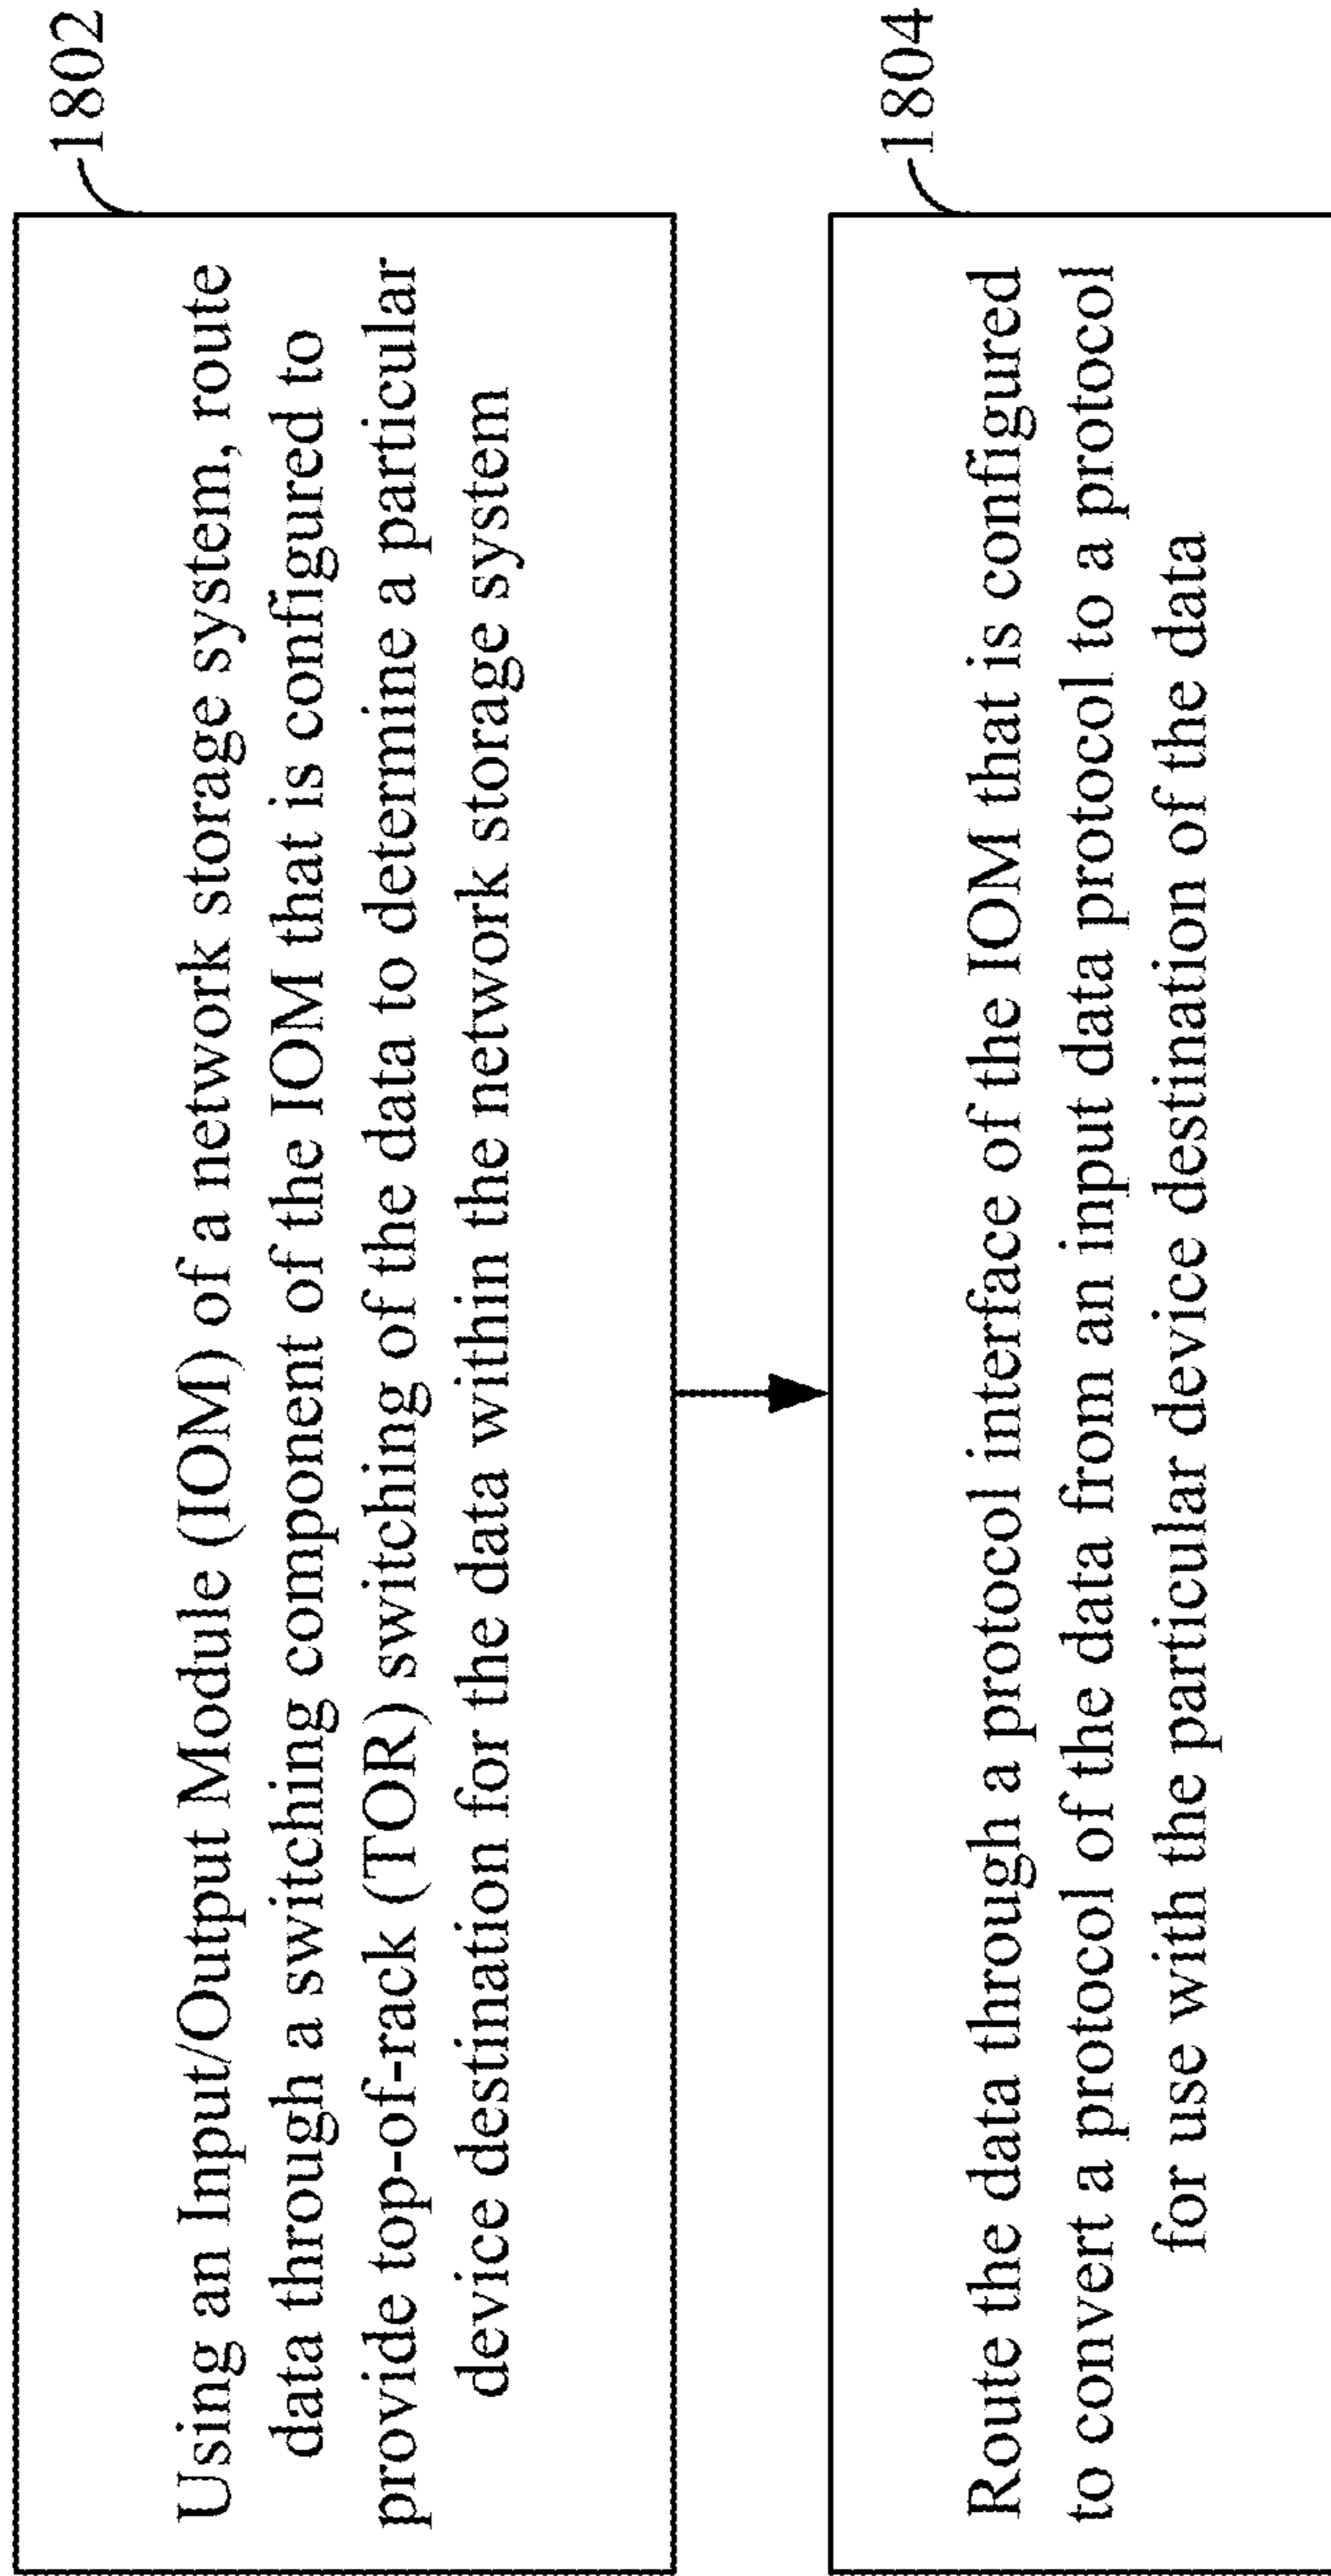 1802
Using an Input/Output Module (IOM) of a network storage system, route
data through a switching component of the IOM that is configured to
provide top-of-rack (TOR) switching of the data to determine a particular
device destination for the data within the network storage system
1804
Route the data through a protocol interface of the IOM that is configured
to convert a protocol of the data from an input data protocol to a protocol
for use with the particular device destination of the data